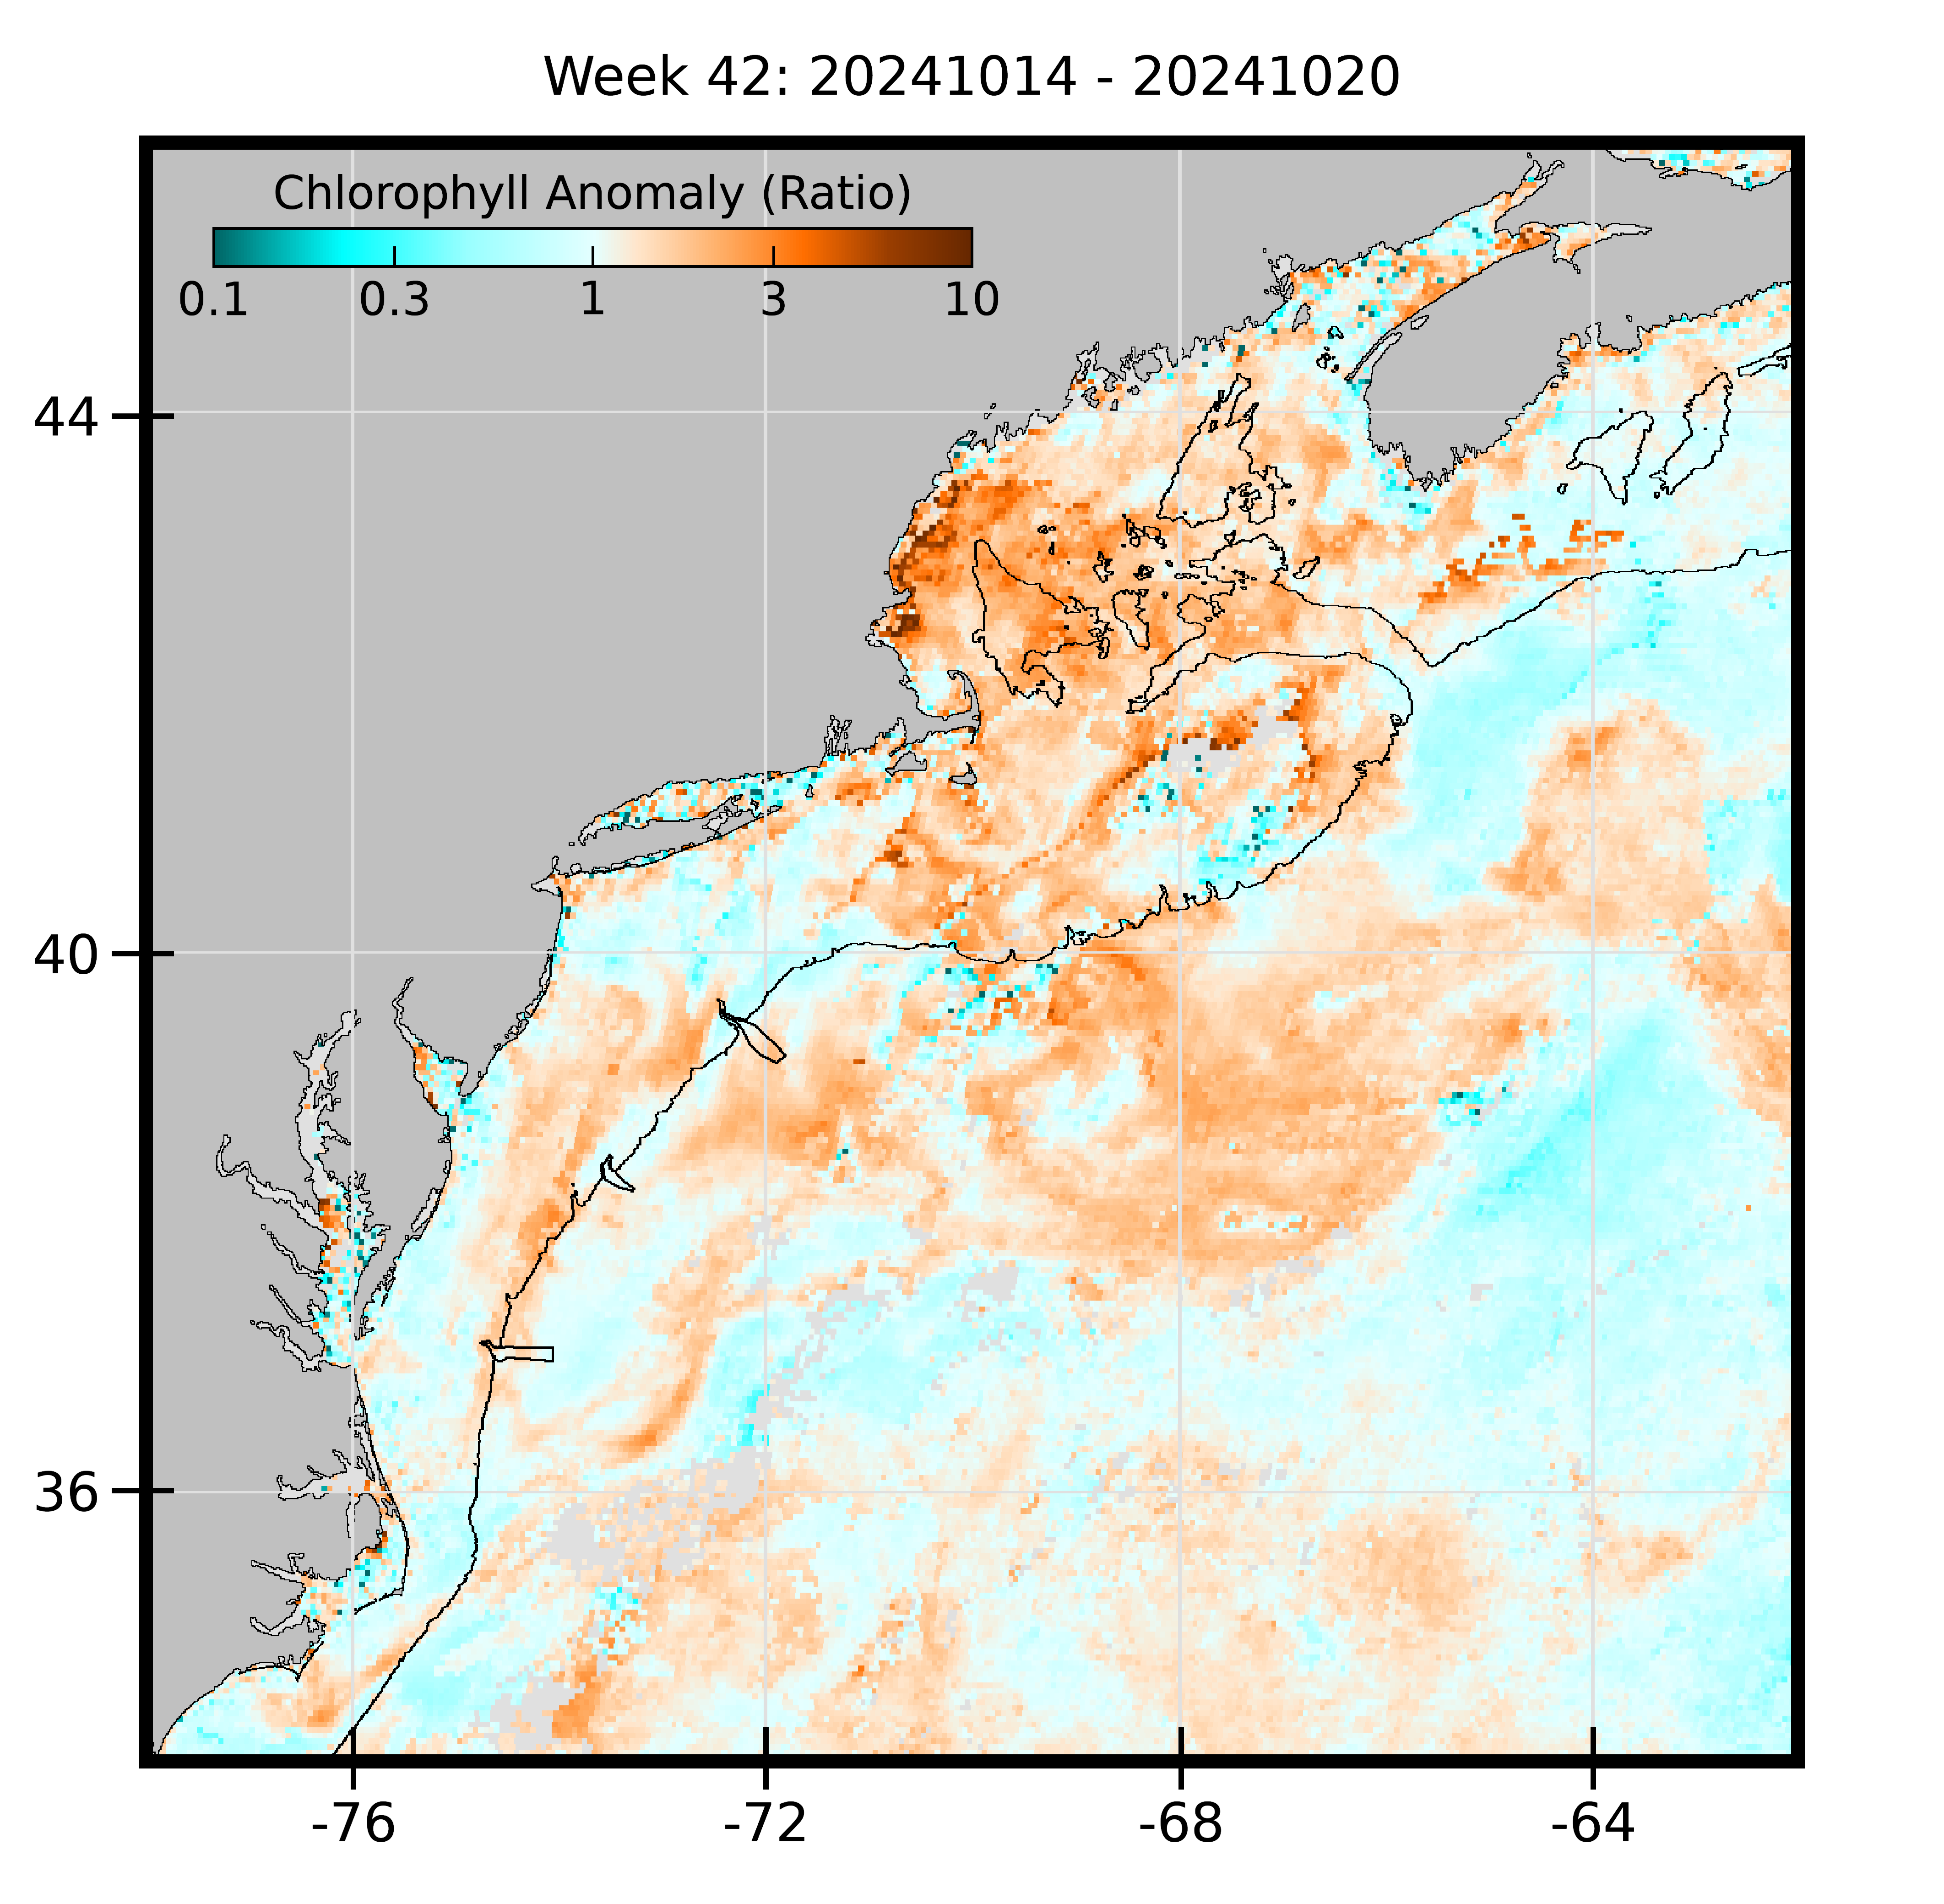 Week 42: 20241014 - 20241020
Chlorophyll Anomaly (Ratio)
0.1 0.3 1 3 10
44
40
36
-76 -72 -68 -64